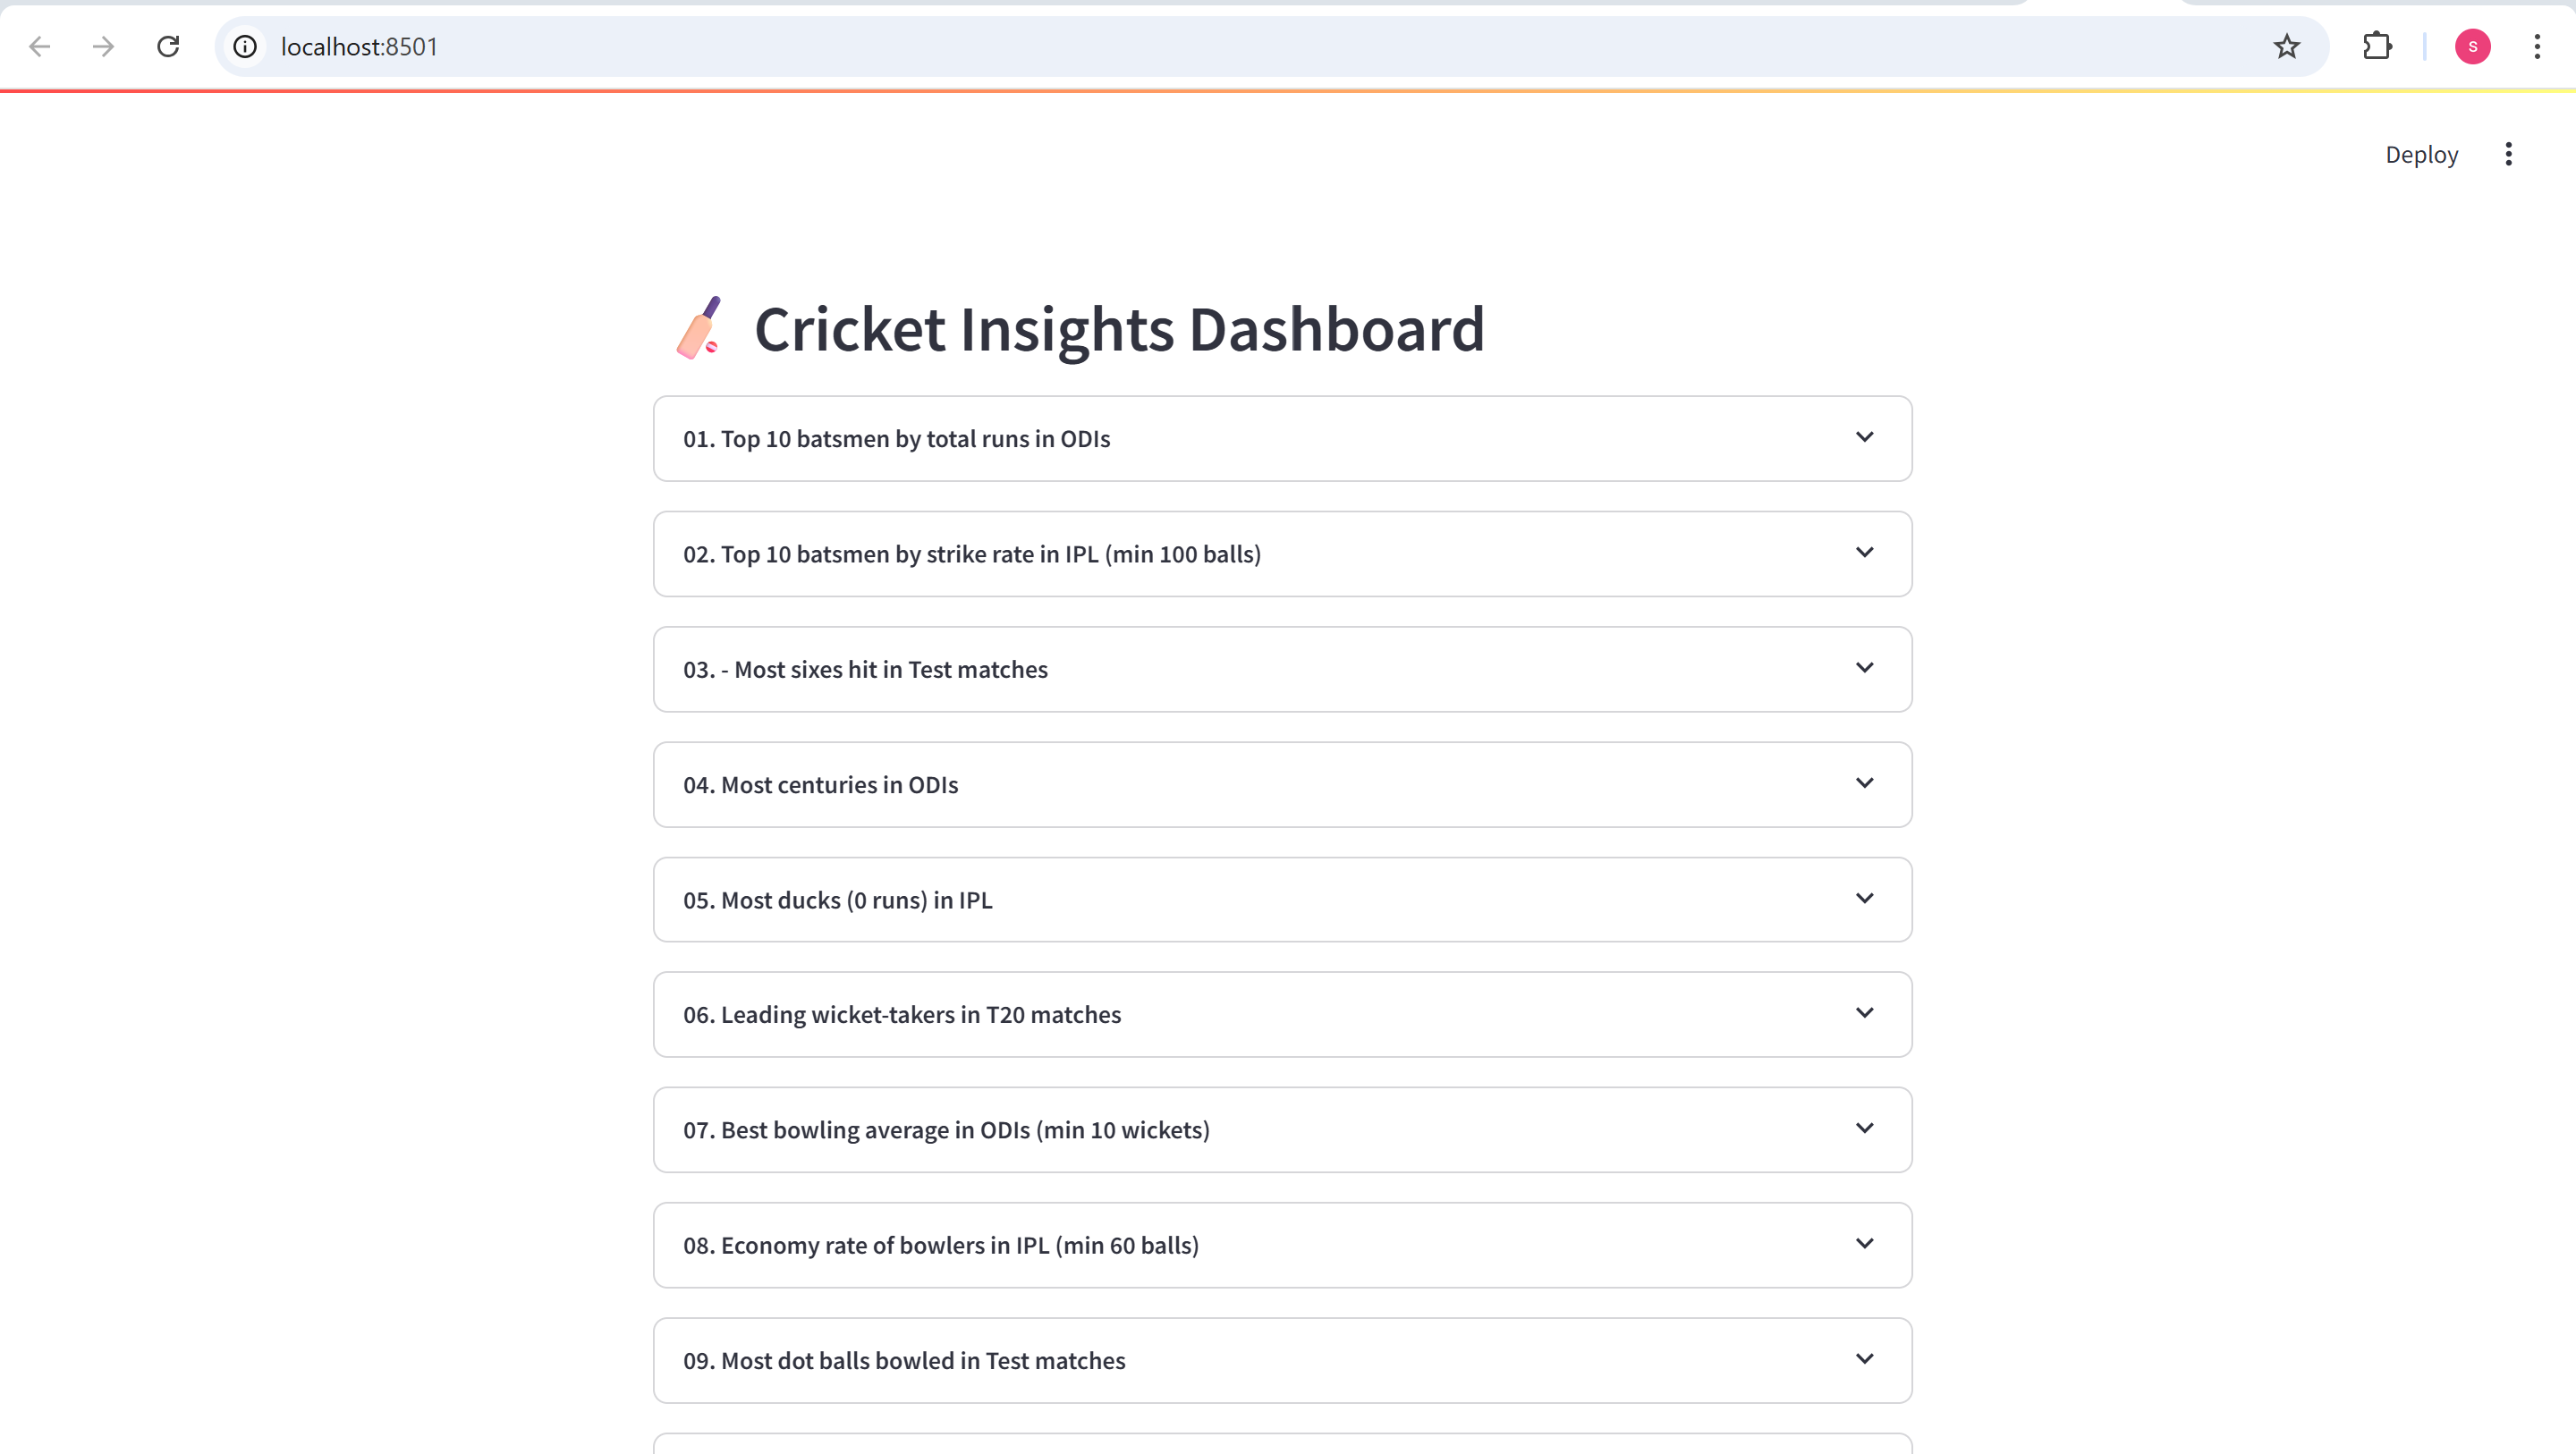 localhost:8501
S
Deploy
Cricket Insights Dashboard
01. Top 10 batsmen by total runs in ODIs
02. Top 10 batsmen by strike rate in IPL (min 100 balls)
03. - Most sixes hit in Test matches
04. Most centuries in ODIs
05. Most ducks (0 runs) in IPL
06. Leading wicket-takers in T20 matches
07. Best bowling average in ODIs (min 10 wickets)
08. Economy rate of bowlers in IPL (min 60 balls)
09. Most dot balls bowled in Test matches